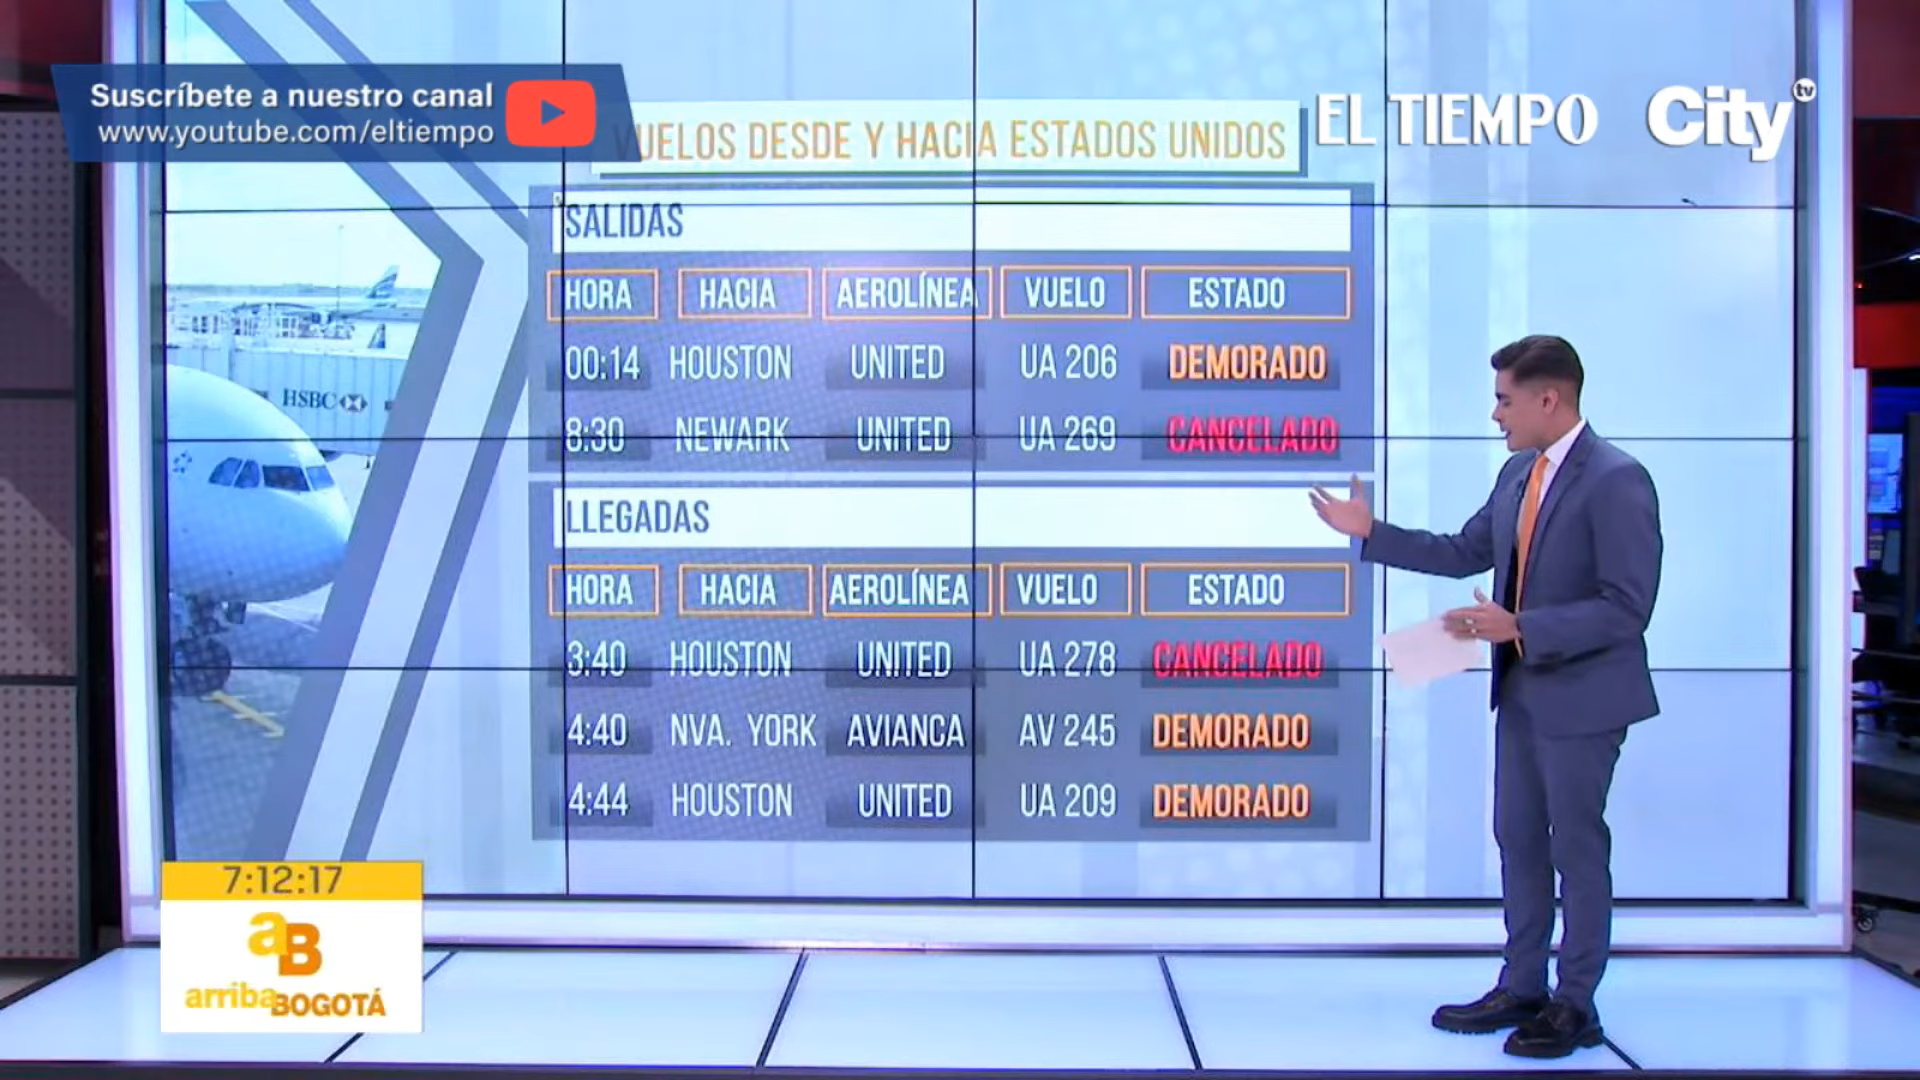 Suscríbete a nuestro canal
www.youtube.com/eltiempo
VUELOS DESDE Y HACIA ESTADOS UNIDOS
EL TIEMPO City tv
SALIDAS
HORA HACIA AEROLÍNEA VUELO ESTADO
00:14 HOUSTON UNITED UA 206 DEMORADO
8:30 NEWARK UNITED UA 269 CANCELADO
HSBC
LLEGADAS
HORA HACIA AEROLÍNEA VUELO ESTADO
3:40 HOUSTON UNITED UA 278 CANCELADO
4:40 NVA. YORK AVIANCA AV 245 DEMORADO
4:44 HOUSTON UNITED UA 209 DEMORADO
7:12:17
aB
arriba BOGOTÁ